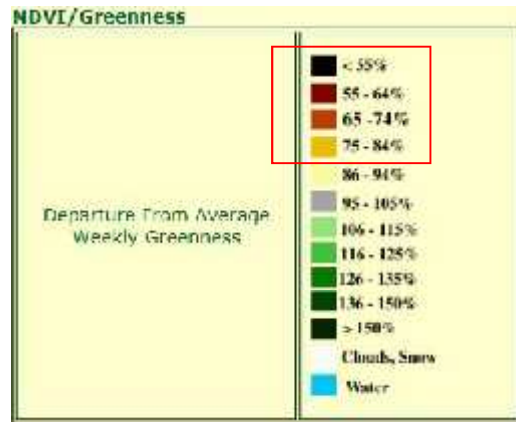 NDVI/Greenness
< 55%
55 - 64%
65 -74%
75 - 84%
86 - 94%
Departure From Average
Weekly Greenness
95 - 105%
106 - 115%
116 - 125%
126 - 135%
136 - 150%
> 150%
Clouds, Snow
Water